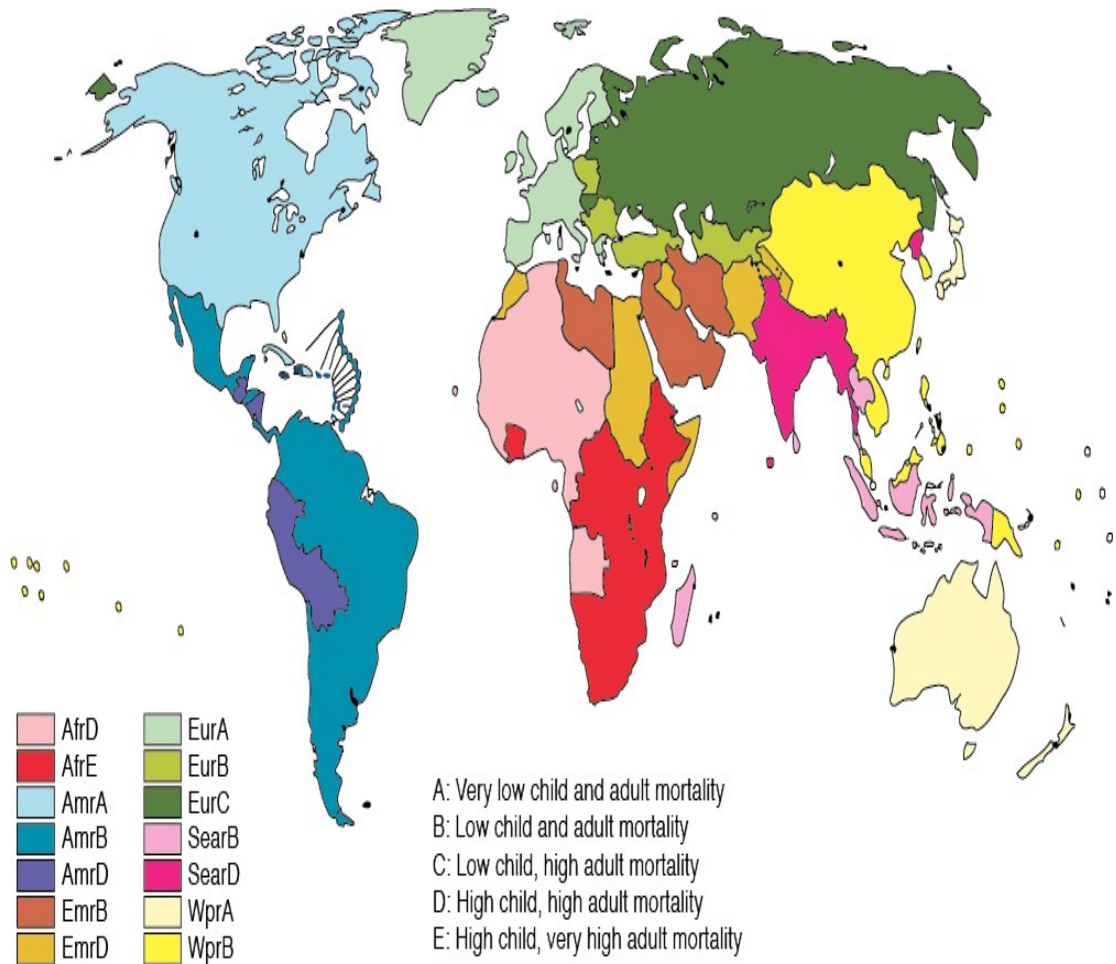 AfrD
AfrE
AmrA
AmrB
AmrD
EmrB
EmrD
EurA
EurB
EurC
SearB
SearD
WprA
WprB
A: Very low child and adult mortality
B: Low child and adult mortality
C: Low child, high adult mortality
D: High child, high adult mortality
E: High child, very high adult mortality